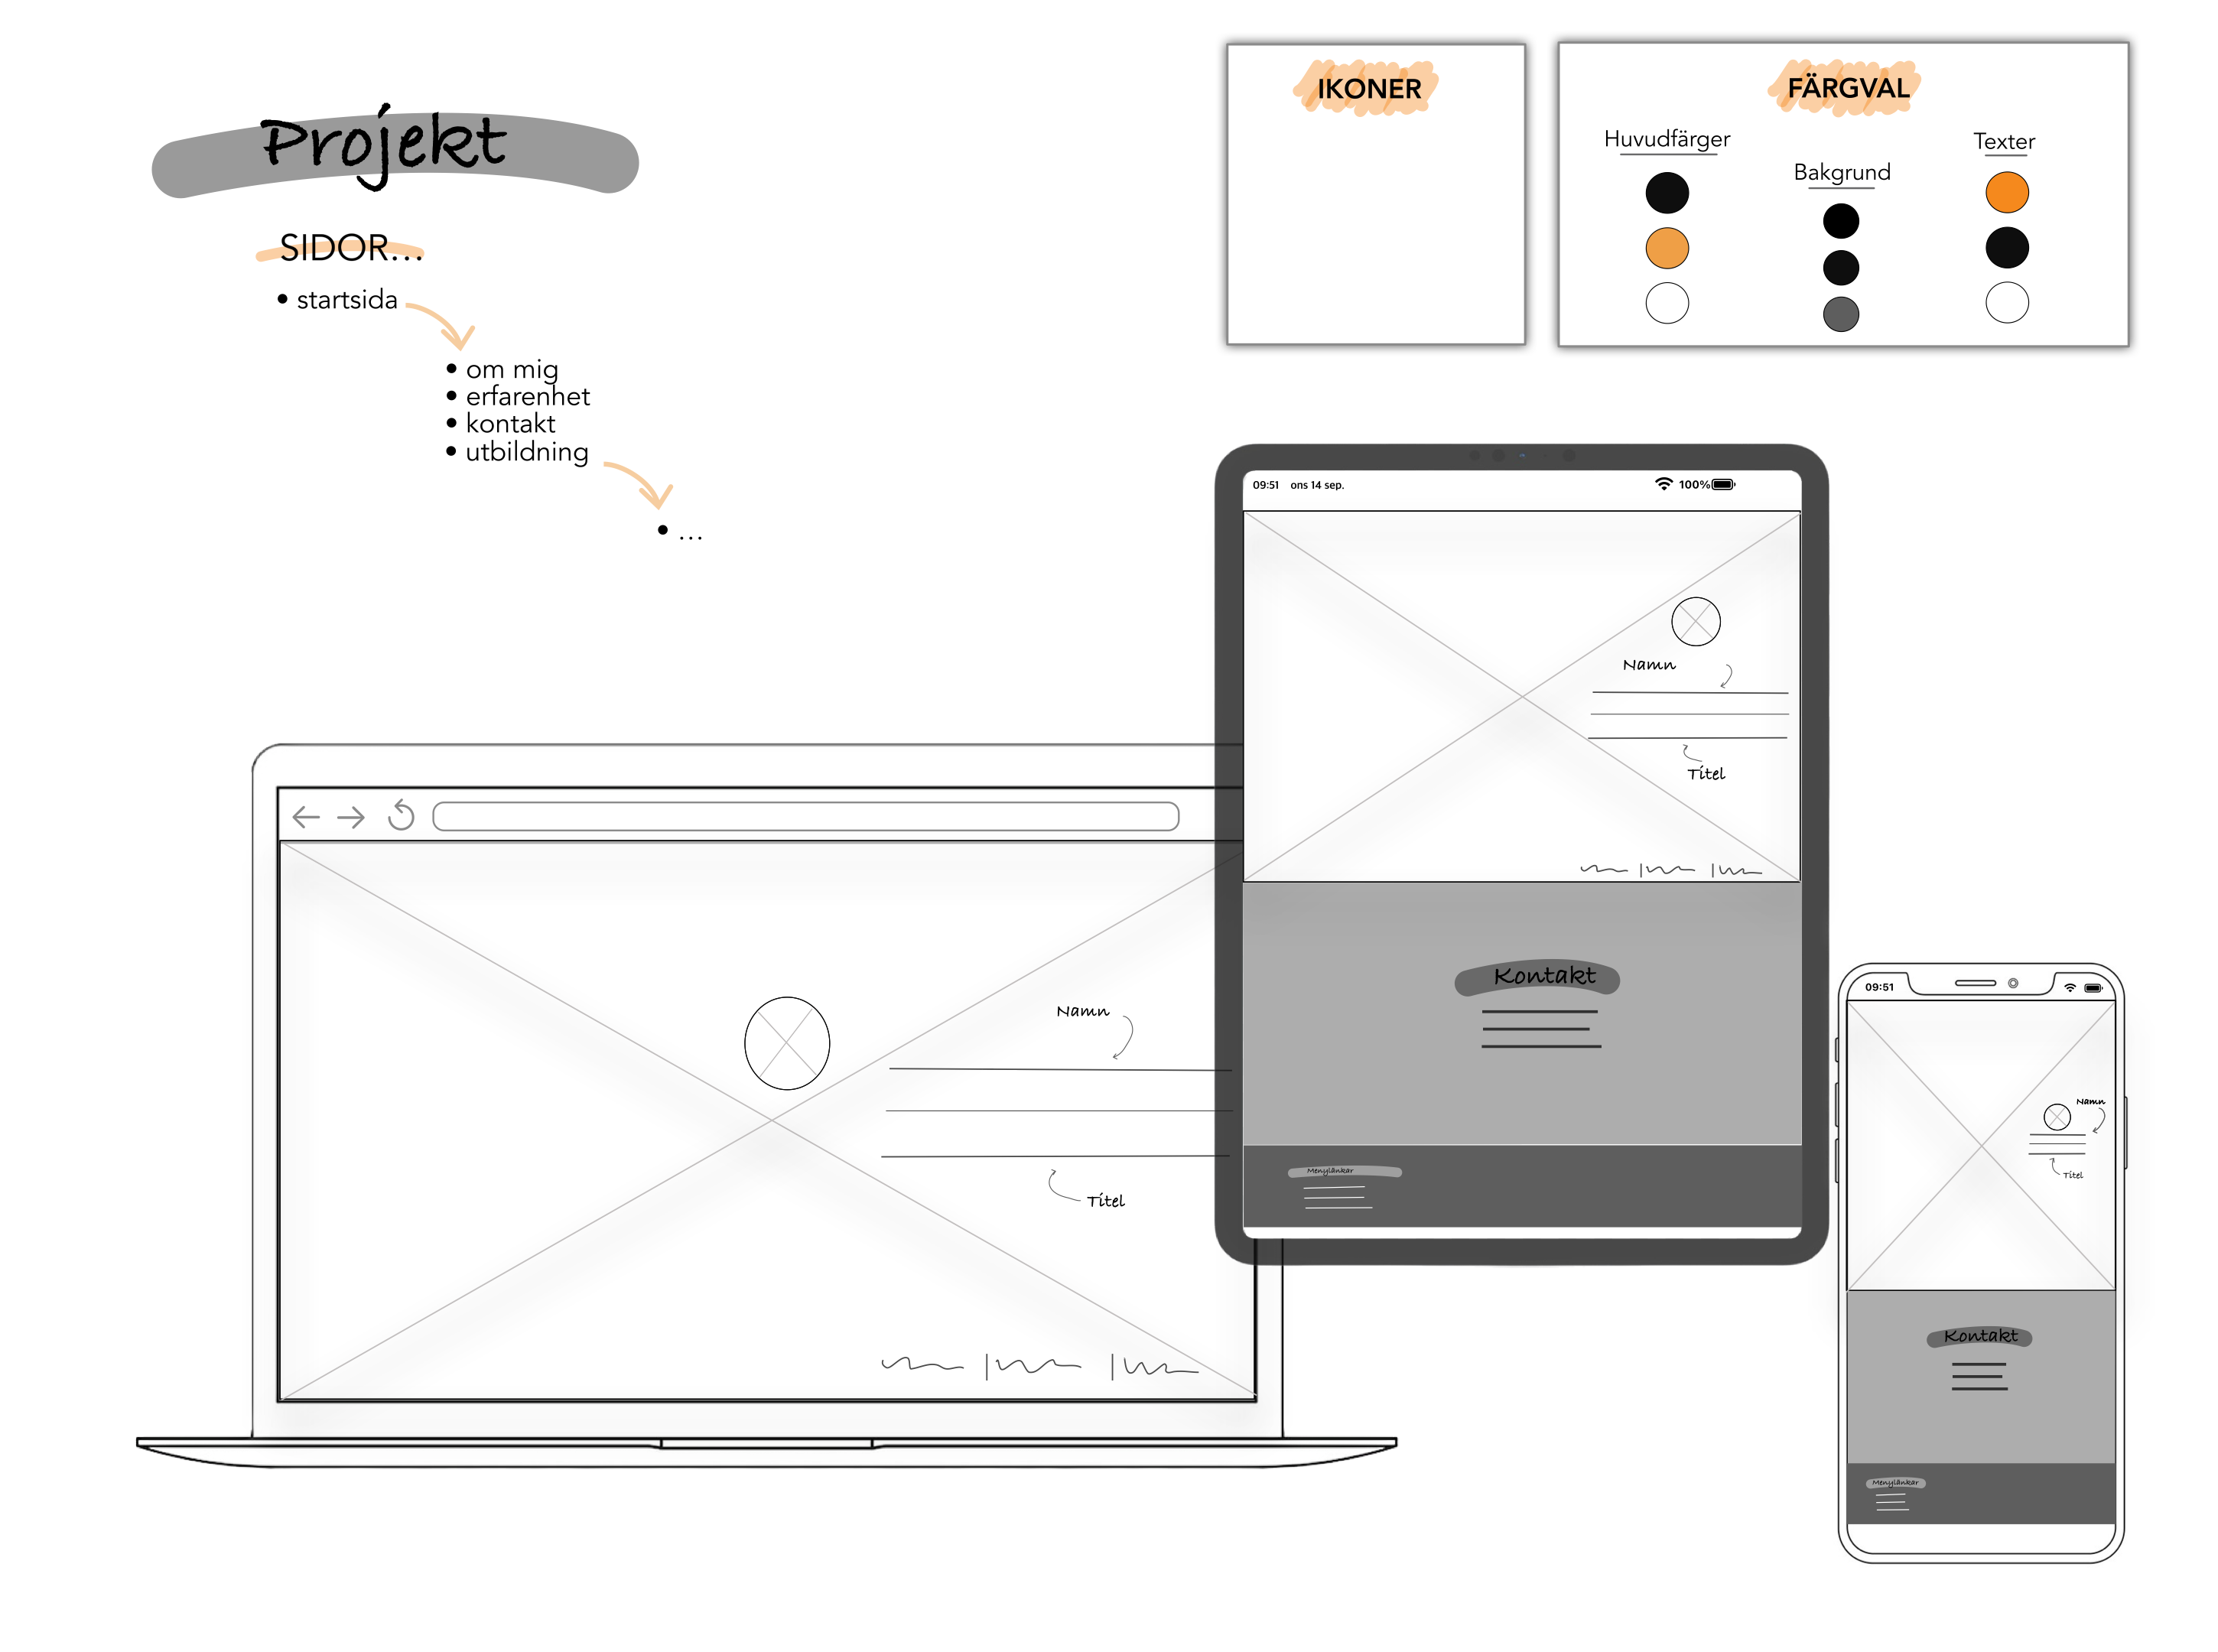 Projekt
SIDOR...
• startsida
• om mig
• erfarenhet
• kontakt
• utbildning
• ...
IKONER
FÄRGVAL
Huvudfärger
Bakgrund
Texter
09:51 ons 14 sep. 100%
Namn
Titel
Kontakt
Menylänkar
Namn
Titel
09:51
Namn
Titel
Kontakt
Menylänkar